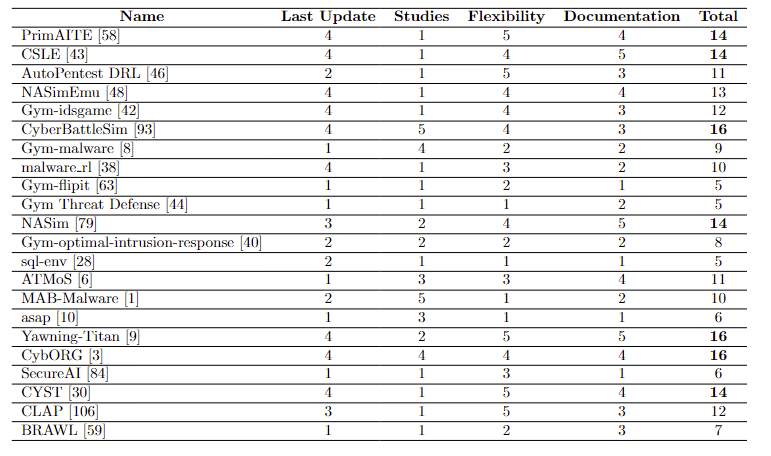 Name Last Update Studies Flexibility Documentation Total
PrimAITE [58] 4 1 5 4 14
CSLE [43] 4 1 4 5 14
AutoPentest DRL [46] 2 1 5 3 11
NASimEmu [48] 4 1 4 4 13
Gym-idsgame [42] 4 1 4 3 12
CyberBattleSim [93] 4 5 4 3 16
Gym-malware [8] 1 4 2 2 9
malware_rl [38] 4 1 3 2 10
Gym-flipit [63] 1 1 2 1 5
Gym Threat Defense [44] 1 1 1 2 5
NASim [79] 3 2 4 5 14
Gym-optimal-intrusion-response [40] 2 2 2 2 8
sql-env [28] 2 1 1 1 5
ATMoS [6] 1 3 3 4 11
MAB-Malware [1] 2 5 1 2 10
asap [10] 1 3 1 1 6
Yawning-Titan [9] 4 2 5 5 16
CybORG [3] 4 4 4 4 16
SecureAI [84] 1 1 3 1 6
CYST [30] 4 1 5 4 14
CLAP [106] 3 1 5 3 12
BRAWL [59] 1 1 2 3 7